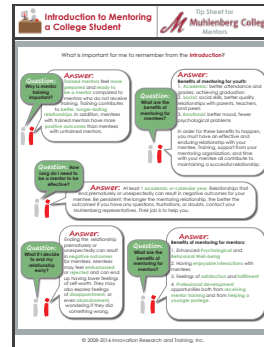 Introduction to Mentoring
a College Student
Tip Sheet for
Muhlenberg College
Mentors
What is important for me to remember from the Introduction?
Question:
Why is mentor
training
important?
Answer:
Trained mentors feel more
prepared and ready to
be a mentor compared to
mentors who do not receive
training. Training contributes
to better, longer-lasting
relationships. In addition, mentees
with trained mentors have more
positive outcomes than mentees
with untrained mentors.
Question:
What are the
benefits of
mentoring for
mentees?
Answer:
Benefits of mentoring for youth:
1. Academic: better attendance and
grades, achieving graduation
2. Social: social skills, better quality
relationships with parents, teachers,
and peers
3. Emotional: better mood, fewer
psychological problems
In order for these benefits to happen,
you must have an effective and
enduring relationship with your
mentee. Training, support from your
mentoring organization, and time
with your mentee all contribute to
maintaining a successful relationship.
Question: How
long do I need to
be a mentor to be
effective?
Answer: At least 1 academic or calendar year. Relationships that
end prematurely or unexpectedly can result in negative outcomes for your
mentee. Be persistent: the longer the mentoring relationship, the better the
outcomes! If you have any questions, frustrations, or doubts, contact your
Muhlenberg representatives. Their job is to help you.
Question:
What if I decide
to end my
relationship
early?
Answer:
Ending the relationship
prematurely or
unexpectedly can result
in negative outcomes
for mentees. Mentees
may feel embarrassed
or rejected and can end
up having lower feelings
of self-worth. They may
also express feelings
of disappointment, or
even abandonment,
wondering if they did
something wrong.
Question:
What are the
benefits of
mentoring for
mentors?
Answer:
Benefits of mentoring for mentors:
1. Enhanced Psychological and
Behavioral Well-being
2. Having enjoyable interactions with
mentees
3. Feelings of satisfaction and fulfillment
4. Professional development
opportunities both from receiving
mentor training and from helping a
younger protege.
© 2008-2016 Innovation Research and Training, Inc.